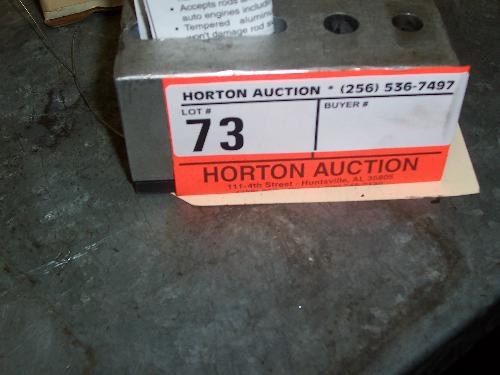 • Accepts rods a
auto engines includi
• Tempered alumin
won't damage rod
HORTON AUCTION * (256) 536-7497
LOT #
BUYER #
73
HORTON AUCTION
111-4th Street - Huntsville, AL 35805